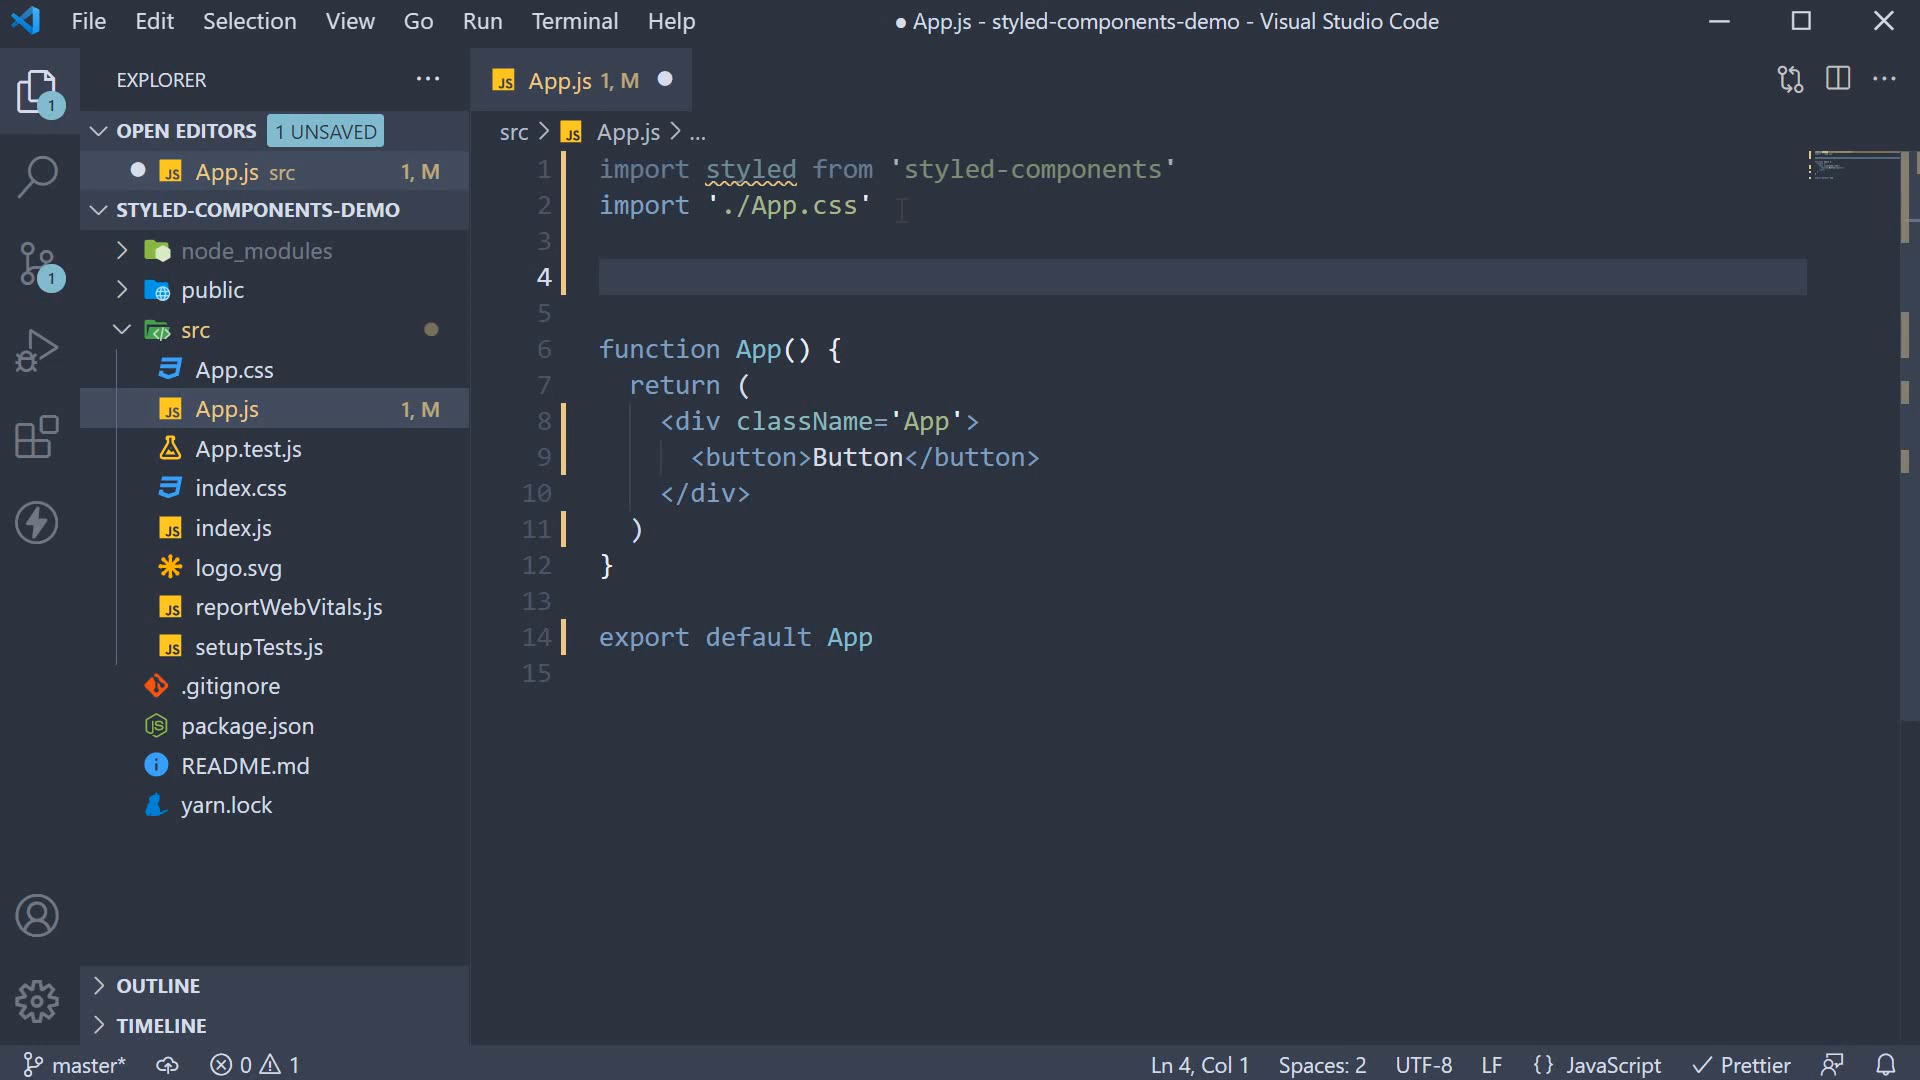 File Edit Selection View Go Run Terminal Help
● App.js - styled-components-demo - Visual Studio Code
EXPLORER
OPEN EDITORS 1 UNSAVED
App.js src 1, M
STYLED-COMPONENTS-DEMO
node_modules
public
src
App.css
App.js 1, M
App.test.js
index.css
index.js
logo.svg
reportWebVitals.js
setupTests.js
.gitignore
package.json
README.md
yarn.lock
OUTLINE
TIMELINE
1
1
App.js 1, M
src > App.js > ...
1 import styled from 'styled-components'
2 import './App.css'
3
4
5
6 function App() {
7 return (
8 <div className='App'>
9 <button>Button</button>
10 </div>
11 )
12 }
13
14 export default App
15
master* 0 1
Ln 4, Col 1 Spaces: 2 UTF-8 LF {} JavaScript Prettier